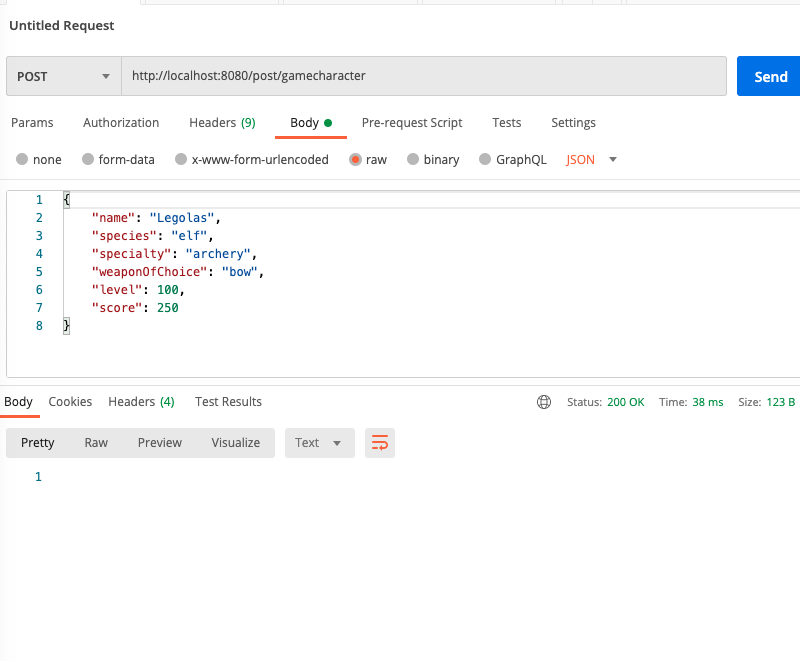 Untitled Request
POST http://localhost:8080/post/gamecharacter Send
Params Authorization Headers (9) Body Pre-request Script Tests Settings
none form-data x-www-form-urlencoded raw binary GraphQL JSON
1 {
2 "name": "Legolas",
3 "species": "elf",
4 "specialty": "archery",
5 "weaponOfChoice": "bow",
6 "level": 100,
7 "score": 250
8 }
Body Cookies Headers (4) Test Results Status: 200 OK Time: 38 ms Size: 123 B
Pretty Raw Preview Visualize Text
1